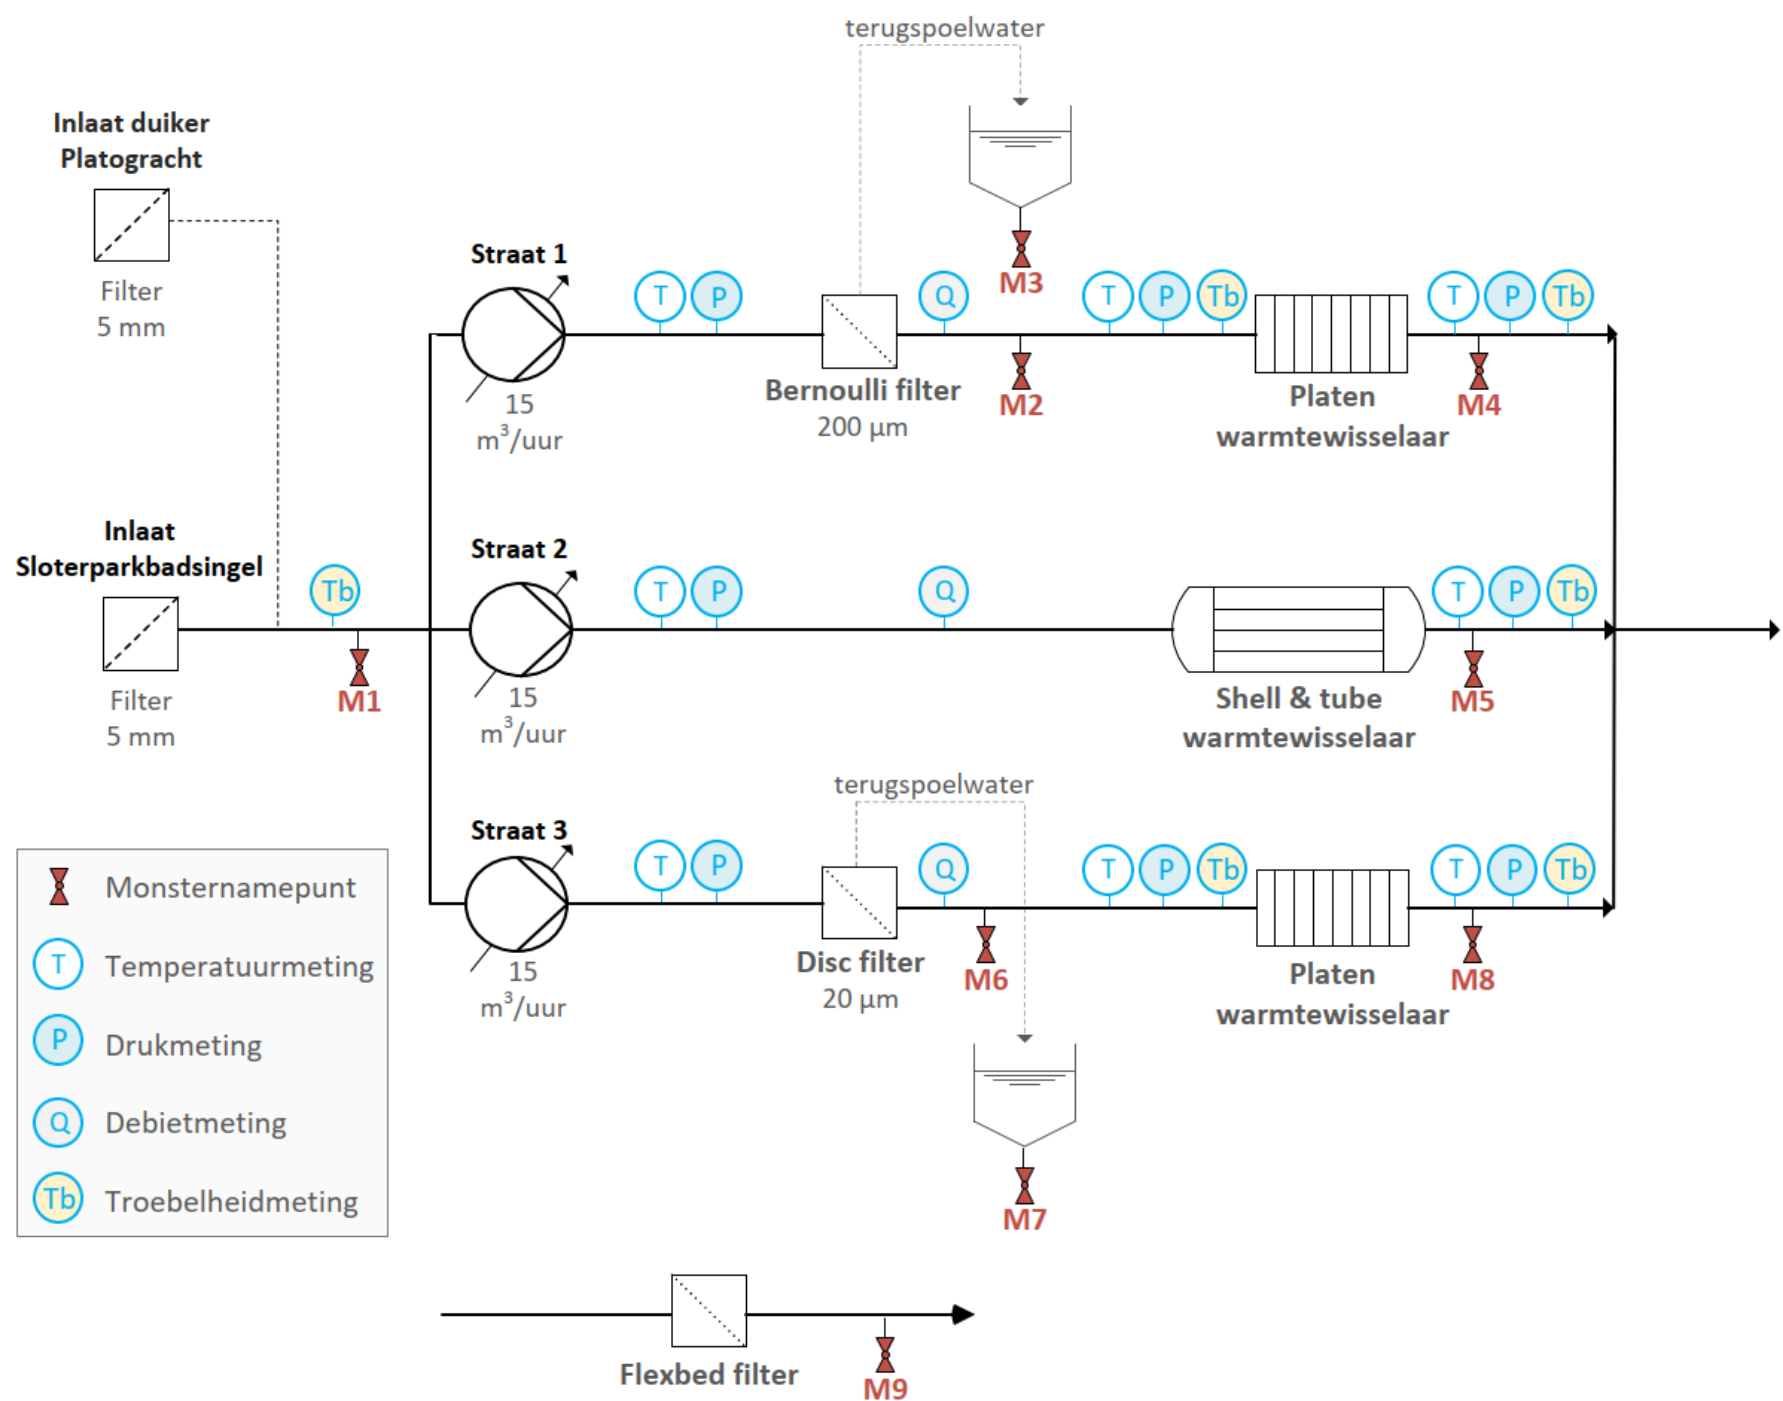 terugspoelwater
Inlaat duiker
Platogracht
Filter
5 mm
Straat 1
T
P
Q
M3
T
P
Tb
T
P
Tb
15
m³/uur
Bernoulli filter
200 µm
M2
Platen
warmtewisselaar
M4
Inlaat
Sloterparkbadsingel
Filter
5 mm
Tb
M1
Straat 2
T
P
Q
T
P
Tb
15
m³/uur
Shell & tube
warmtewisselaar
M5
terugspoelwater
Straat 3
T
P
Q
T
P
Tb
T
P
Tb
15
m³/uur
Disc filter
20 µm
M6
Platen
warmtewisselaar
M8
M7
Monsternamepunt
T Temperatuurmeting
P Drukmeting
Q Debietmeting
Tb Troebelheidmeting
Flexbed filter
M9